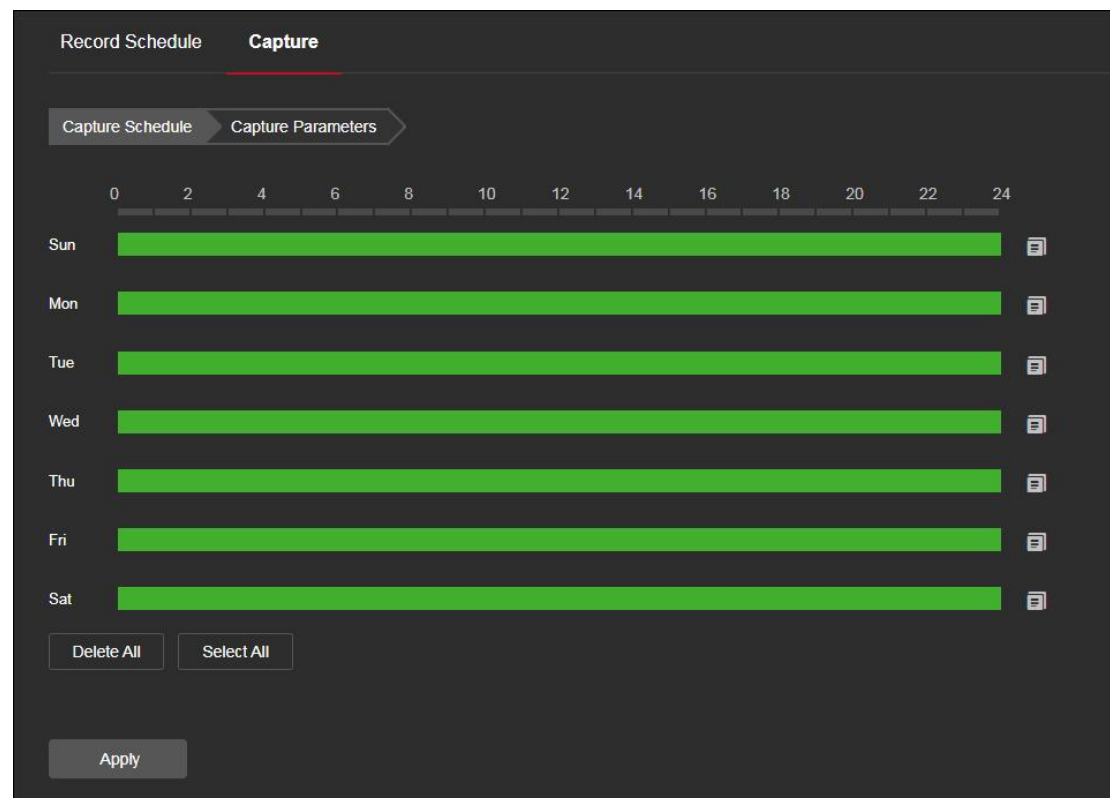 Record Schedule Capture
Capture Schedule Capture Parameters
0 2 4 6 8 10 12 14 16 18 20 22 24
Sun
Mon
Tue
Wed
Thu
Fri
Sat
Delete All Select All
Apply